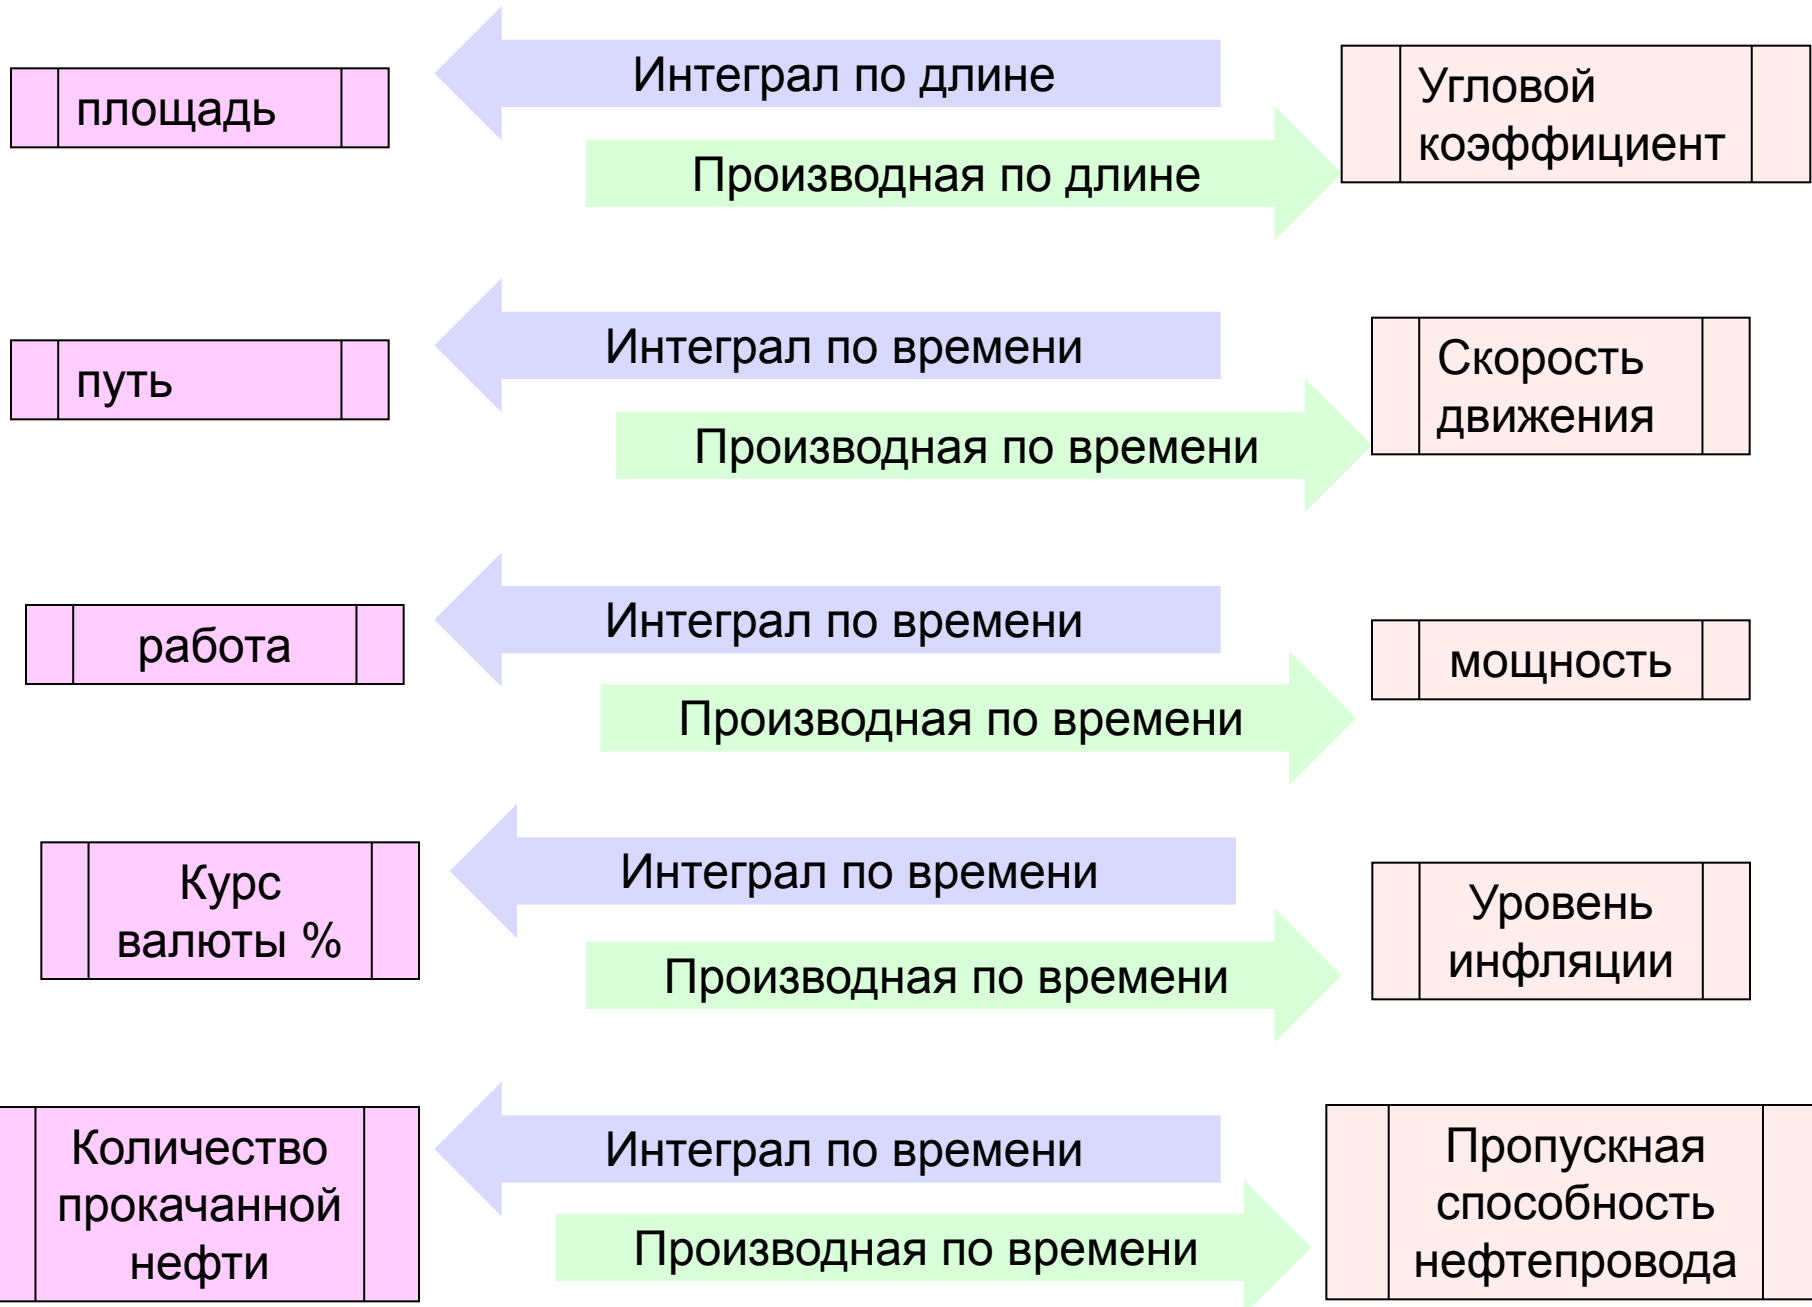 площадь
Интеграл по длине
Производная по длине
Угловой
коэффициент
путь
Интеграл по времени
Производная по времени
Скорость
движения
работа
Интеграл по времени
Производная по времени
мощность
Курс
валюты %
Интеграл по времени
Производная по времени
Уровень
инфляции
Количество
прокачанной
нефти
Интеграл по времени
Производная по времени
Пропускная
способность
нефтепровода